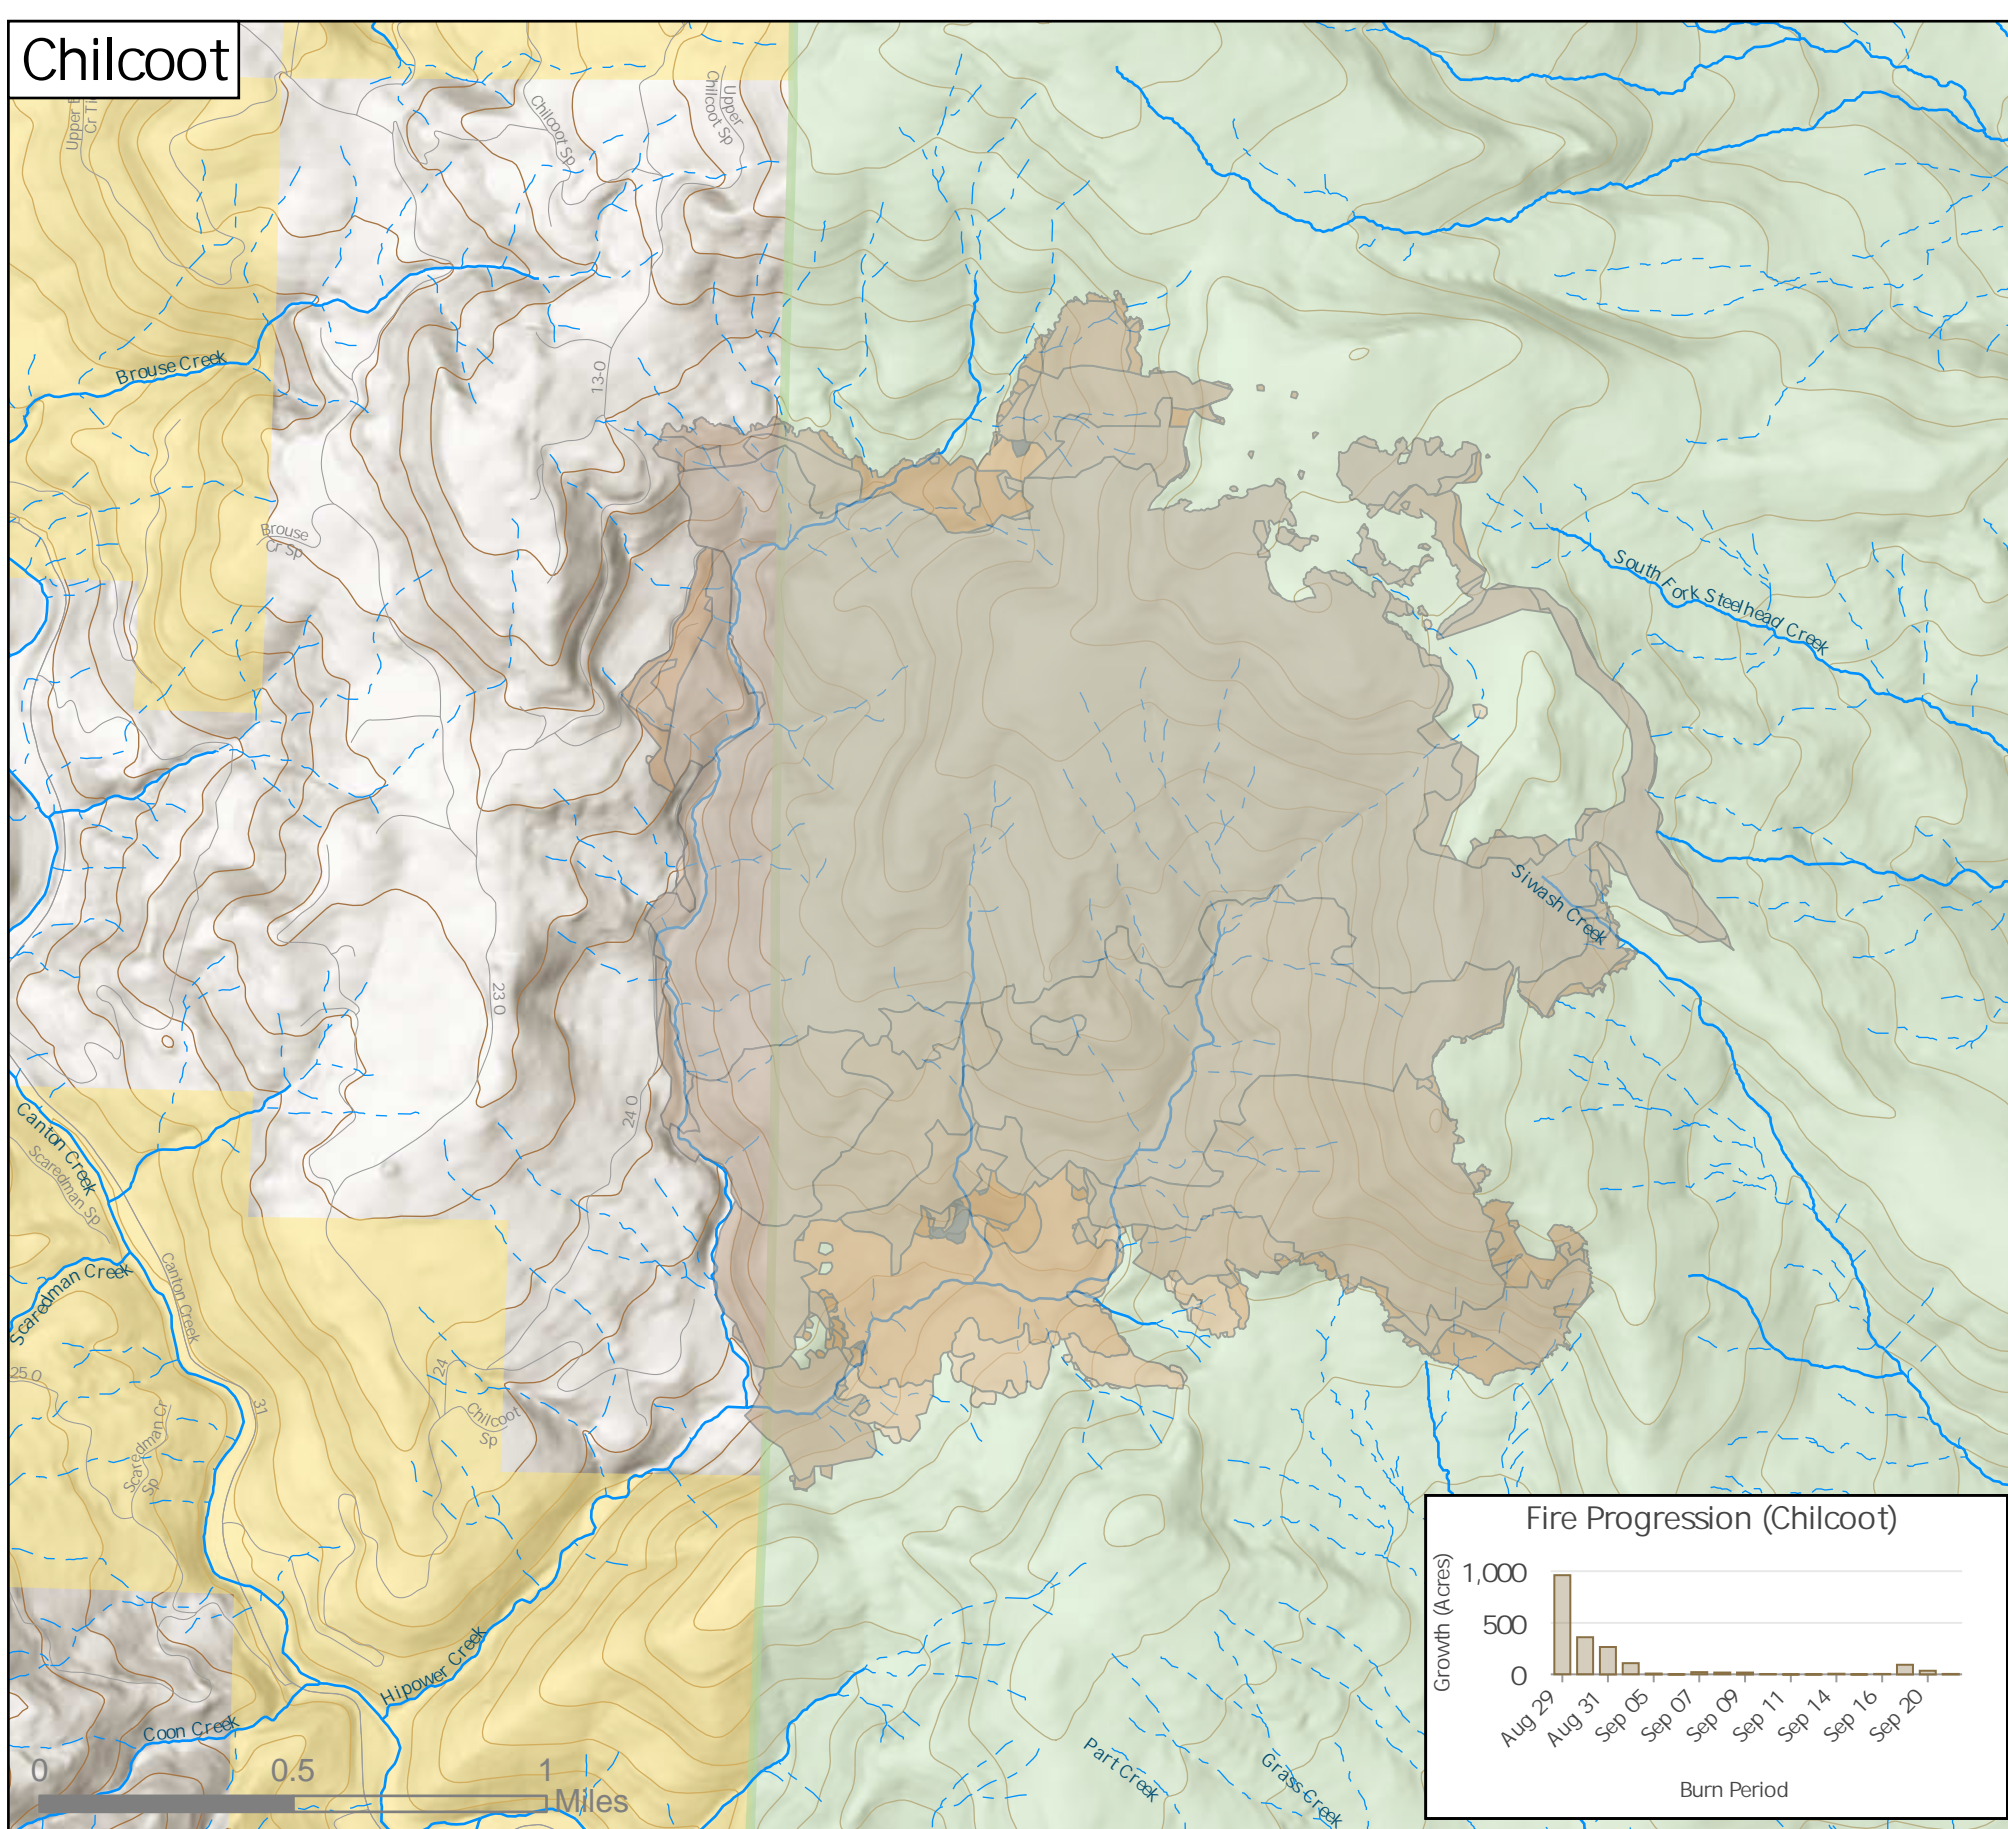 Chilcoot
Upper
Cr Ti
Chilcoot Sp
Upper
Chilcoot Sp
Brouse Creek
13-0
Brouse
Cr Sp
South Fork Steelhead Creek
Siwash Creek
23 0
24 0
Canton Creek
Scaredman Sp
Scaredman Creek
Canton Creek
25 0
24
31
Chilcoot
Sp
Scaredman Cr
Sp
Hipower Creek
Coon Creek
Part Creek
Grass Creek
0
0.5
1
Miles
Fire Progression (Chilcoot)
Growth (Acres)
1,000
500
0
Aug 29
Aug 31
Sep 05
Sep 07
Sep 09
Sep 11
Sep 14
Sep 16
Sep 20
Burn Period